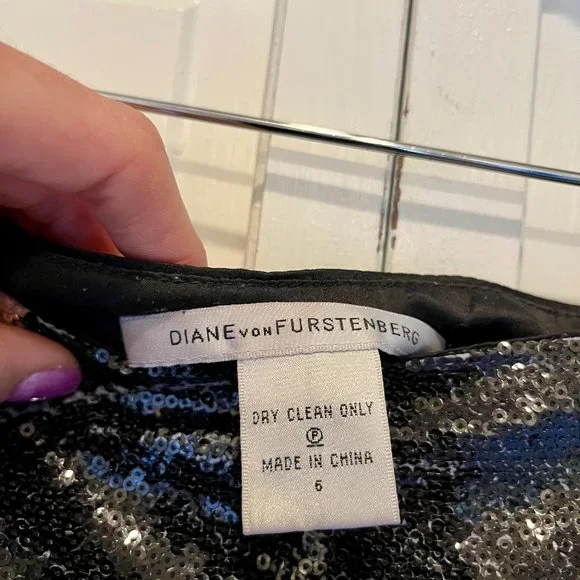 DIANE VON FURSTENBERG
DRY CLEAN ONLY
Ⓟ
MADE IN CHINA
6